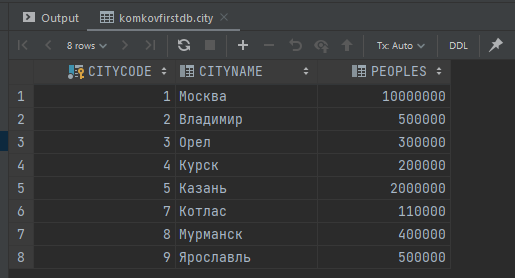 Output komkovfirstdb.city
8 rows Tx: Auto DDL
CITYCODE CITYNAME PEOPLES
1 1 Москва 10000000
2 2 Владимир 500000
3 3 Орел 300000
4 4 Курск 200000
5 5 Казань 2000000
6 7 Котлас 110000
7 8 Мурманск 400000
8 9 Ярославль 500000